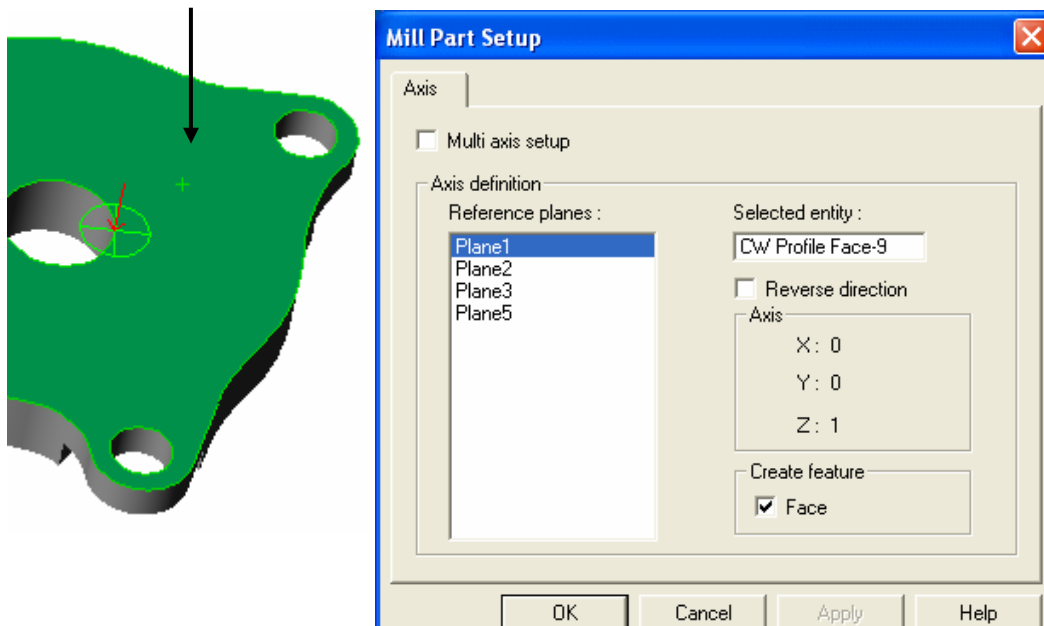 Mill Part Setup
Axis
Multi axis setup
Axis definition
Reference planes :
Plane1
Plane2
Plane3
Plane5
Selected entity :
CW Profile Face-9
Reverse direction
Axis
X : 0
Y : 0
Z : 1
Create feature
Face
OK Cancel Apply Help